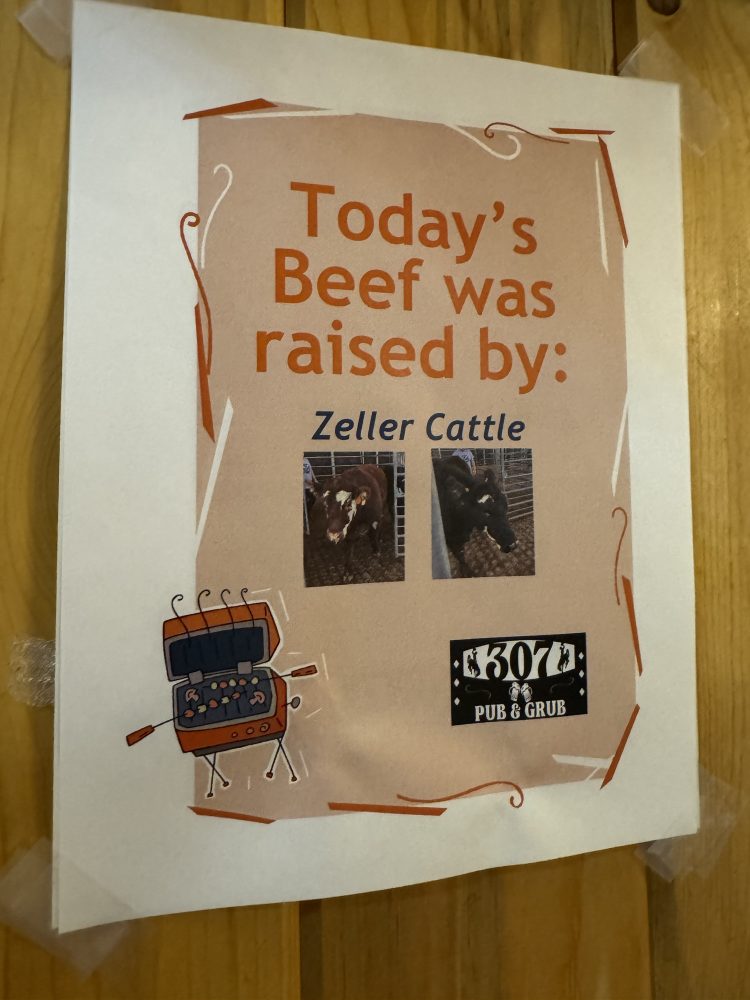 Today’s
Beef was
raised by:
Zeller Cattle
307
PUB & GRUB